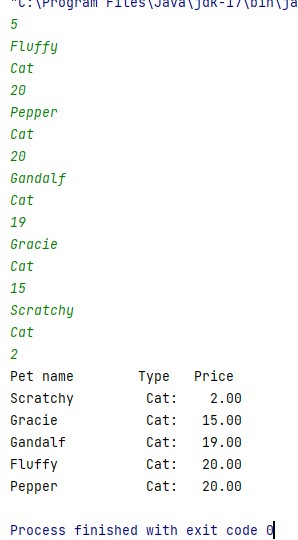 "C:\Program Files\Java\jdk-17\bin\ja
5
Fluffy
Cat
20
Pepper
Cat
20
Gandalf
Cat
19
Gracie
Cat
15
Scratchy
Cat
2
Pet name        Type   Price
Scratchy         Cat:    2.00
Gracie           Cat:   15.00
Gandalf          Cat:   19.00
Fluffy           Cat:   20.00
Pepper           Cat:   20.00
Process finished with exit code 0